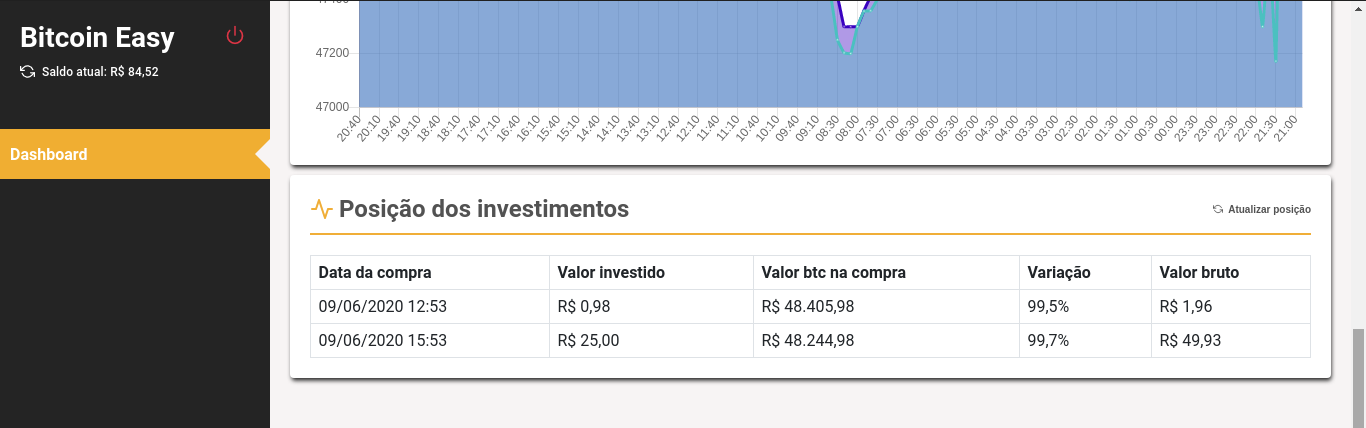 Bitcoin Easy
Saldo atual: R$ 84,52
Dashboard
47200
47000
20:40 20:10 19:40 19:10 18:40 18:10 17:40 17:10 16:40 16:10 15:40 15:10 14:40 14:10 13:40 13:10 12:40 12:10 11:40 11:10 10:40 10:10 09:40 09:10 08:30 08:00 07:30 07:00 06:30 06:00 05:30 05:00 04:30 04:00 03:30 03:00 02:30 02:00 01:30 01:00 00:30 00:00 23:30 23:00 22:30 22:00 21:30 21:00
Posição dos investimentos
Atualizar posição
Data da compra Valor investido Valor btc na compra Variação Valor bruto
09/06/2020 12:53 R$ 0,98 R$ 48.405,98 99,5% R$ 1,96
09/06/2020 15:53 R$ 25,00 R$ 48.244,98 99,7% R$ 49,93